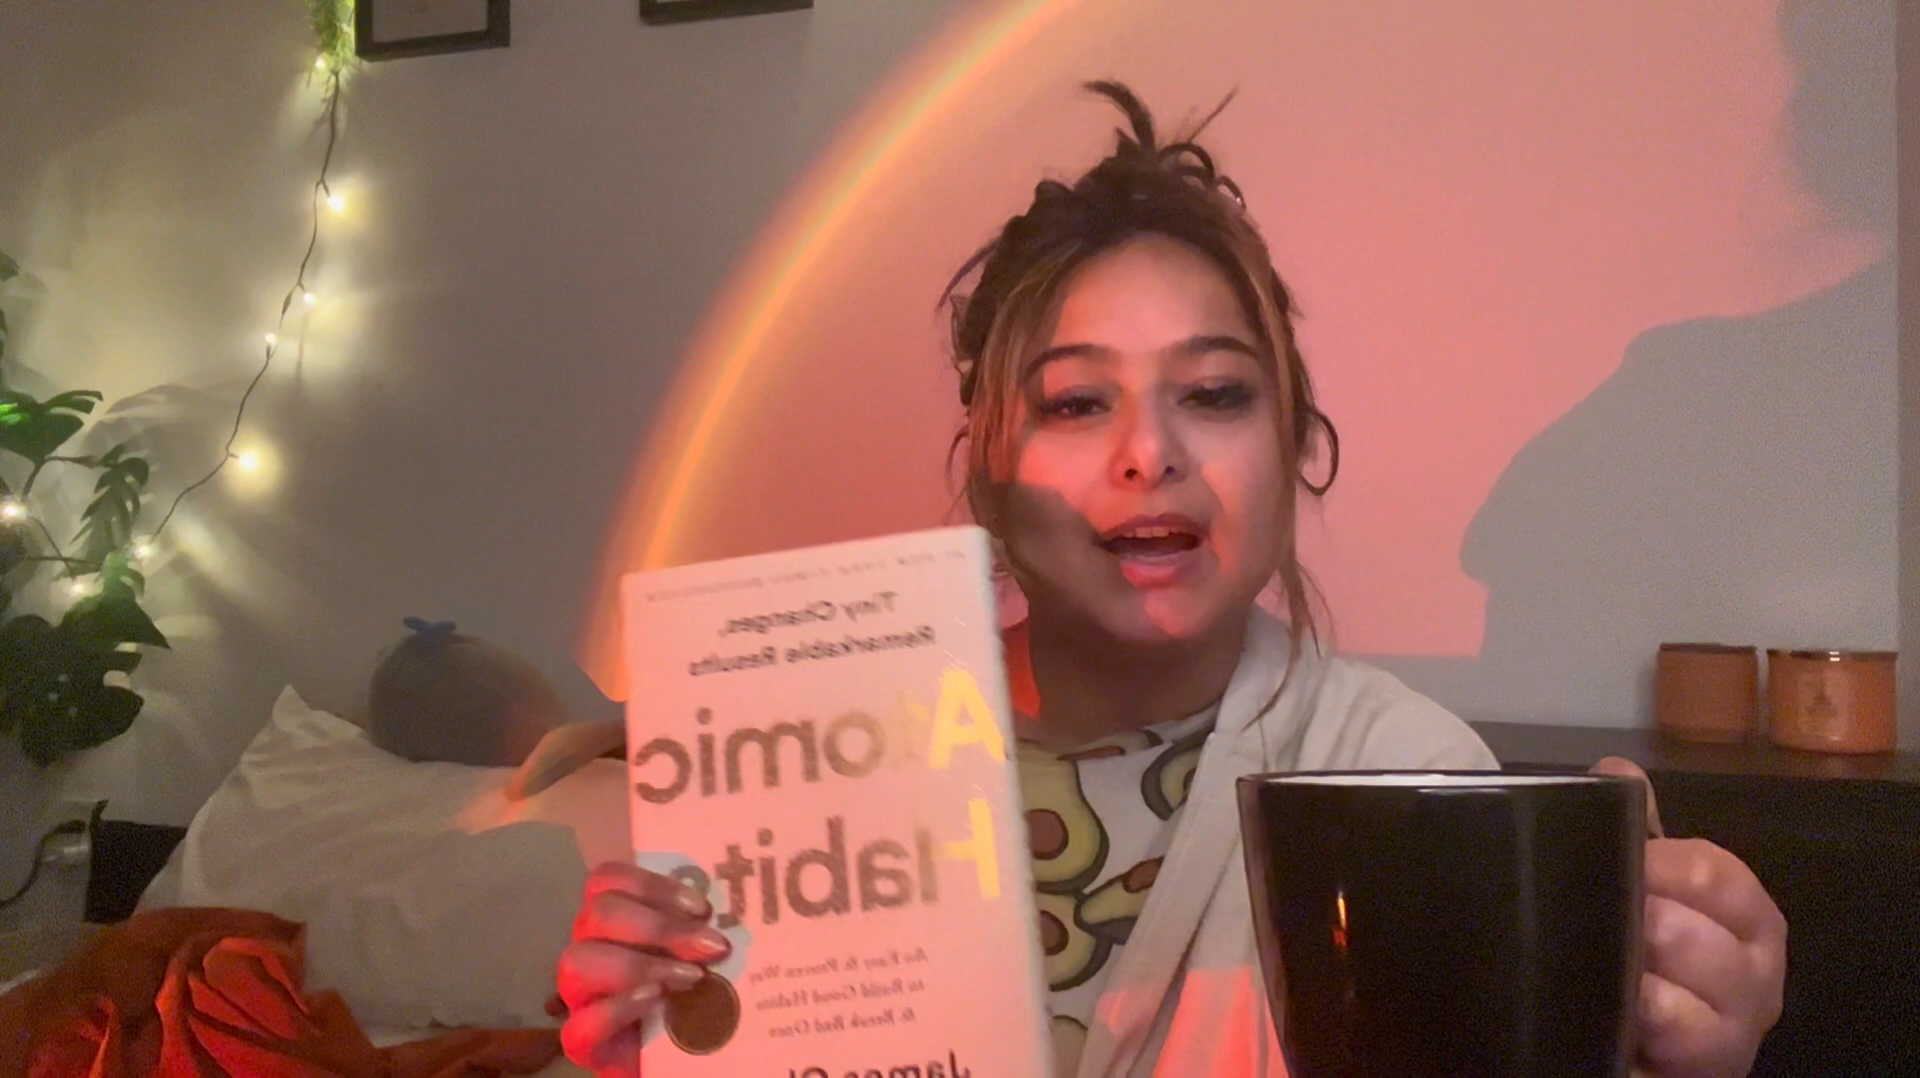 Tiny Changes,
Remarkable Results
Atomic
Habits
An Easy & Proven Way
to Build Good Habits
& Break Bad Ones
James